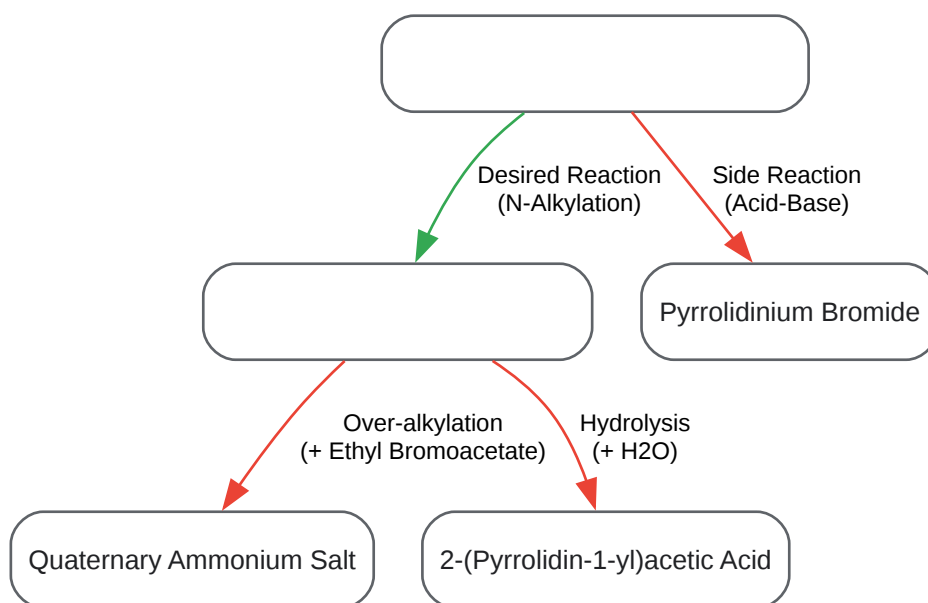 Desired Reaction
(N-Alkylation)
Side Reaction
(Acid-Base)
Pyrrolidinium Bromide
Over-alkylation
(+ Ethyl Bromoacetate)
Hydrolysis
(+ H2O)
Quaternary Ammonium Salt
2-(Pyrrolidin-1-yl)acetic Acid